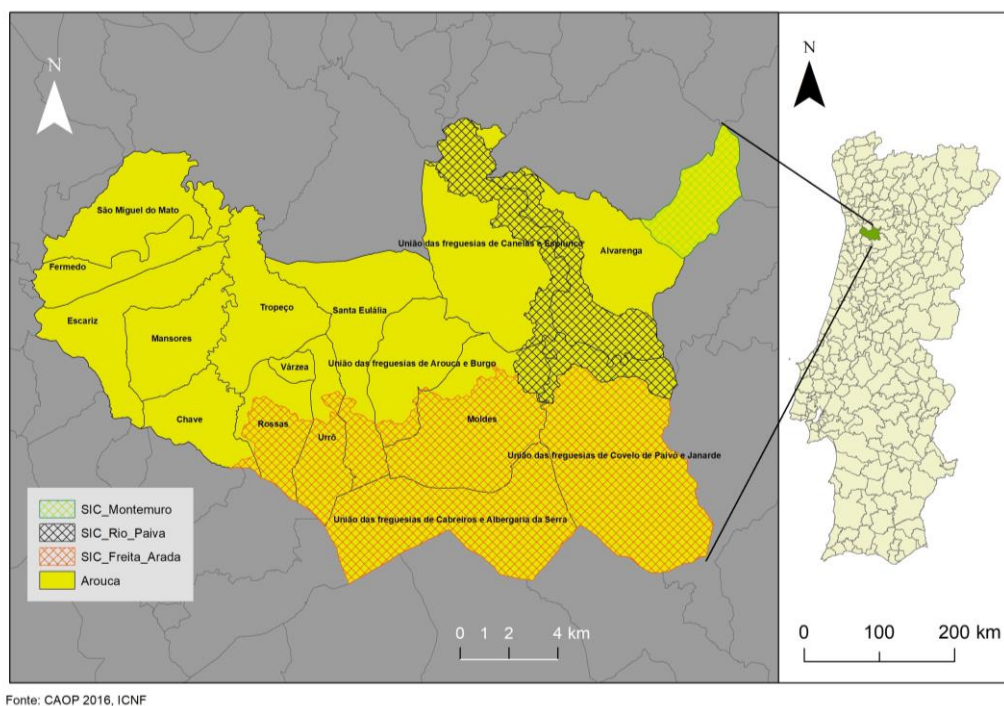 N
N
São Miguel do Mato
União das freguesias de Canelas e Espiunca
Alvarenga
Fermedo
Tropeço
Santa Eulália
Escariz
Mansores
União das freguesias de Arouca e Burgo
Várzea
Chave
Rossas
Urrô
Moldes
União das freguesias de Covelo de Paivó e Janarde
União das freguesias de Cabreiros e Albergaria da Serra
SIC_Montemuro
SIC_Rio_Paiva
SIC_Freita_Arada
Arouca
0 1 2 4 km
0 100 200 km
Fonte: CAOP 2016, ICNF